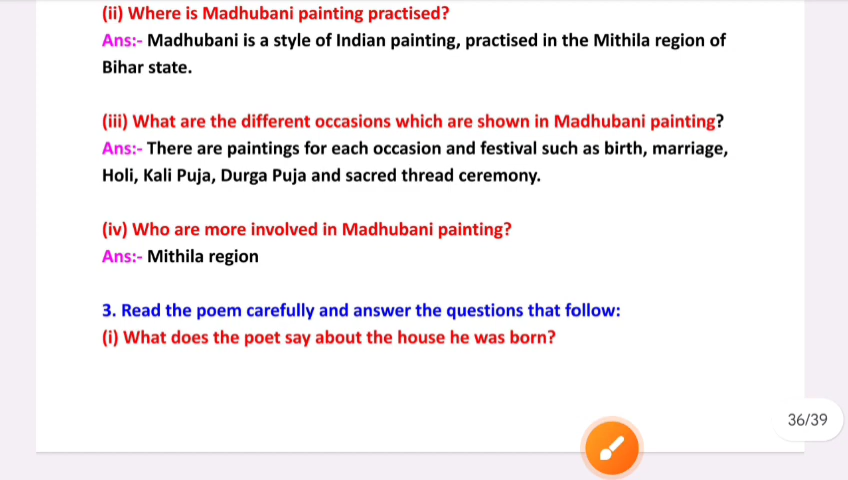 (ii) Where is Madhubani painting practised?
Ans:- Madhubani is a style of Indian painting, practised in the Mithila region of
Bihar state.
(iii) What are the different occasions which are shown in Madhubani painting?
Ans:- There are paintings for each occasion and festival such as birth, marriage,
Holi, Kali Puja, Durga Puja and sacred thread ceremony.
(iv) Who are more involved in Madhubani painting?
Ans:- Mithila region
3. Read the poem carefully and answer the questions that follow:
(i) What does the poet say about the house he was born?
36/39